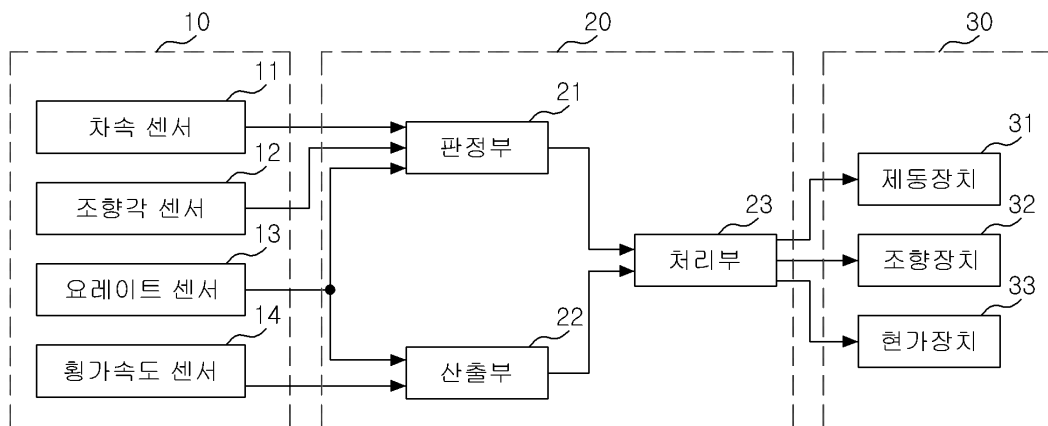 10
20
30
11
차속 센서
12
조향각 센서
13
요레이트 센서
14
횡가속도 센서
21
판정부
22
산출부
23
처리부
31
제동장치
32
조향장치
33
현가장치